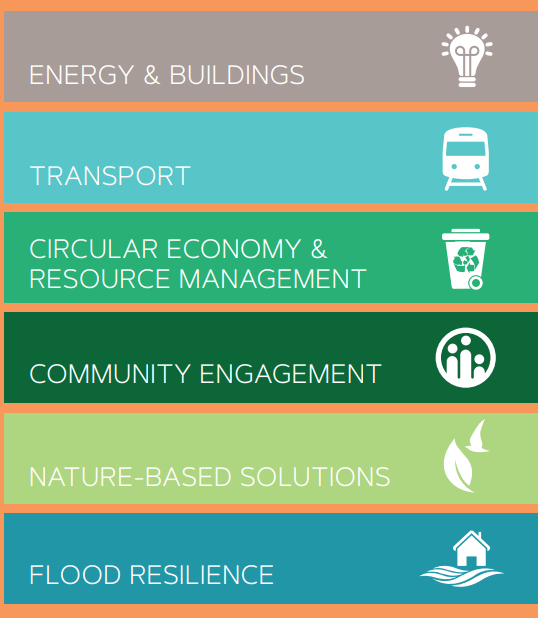 ENERGY & BUILDINGS
TRANSPORT
CIRCULAR ECONOMY &
RESOURCE MANAGEMENT
COMMUNITY ENGAGEMENT
NATURE-BASED SOLUTIONS
FLOOD RESILIENCE